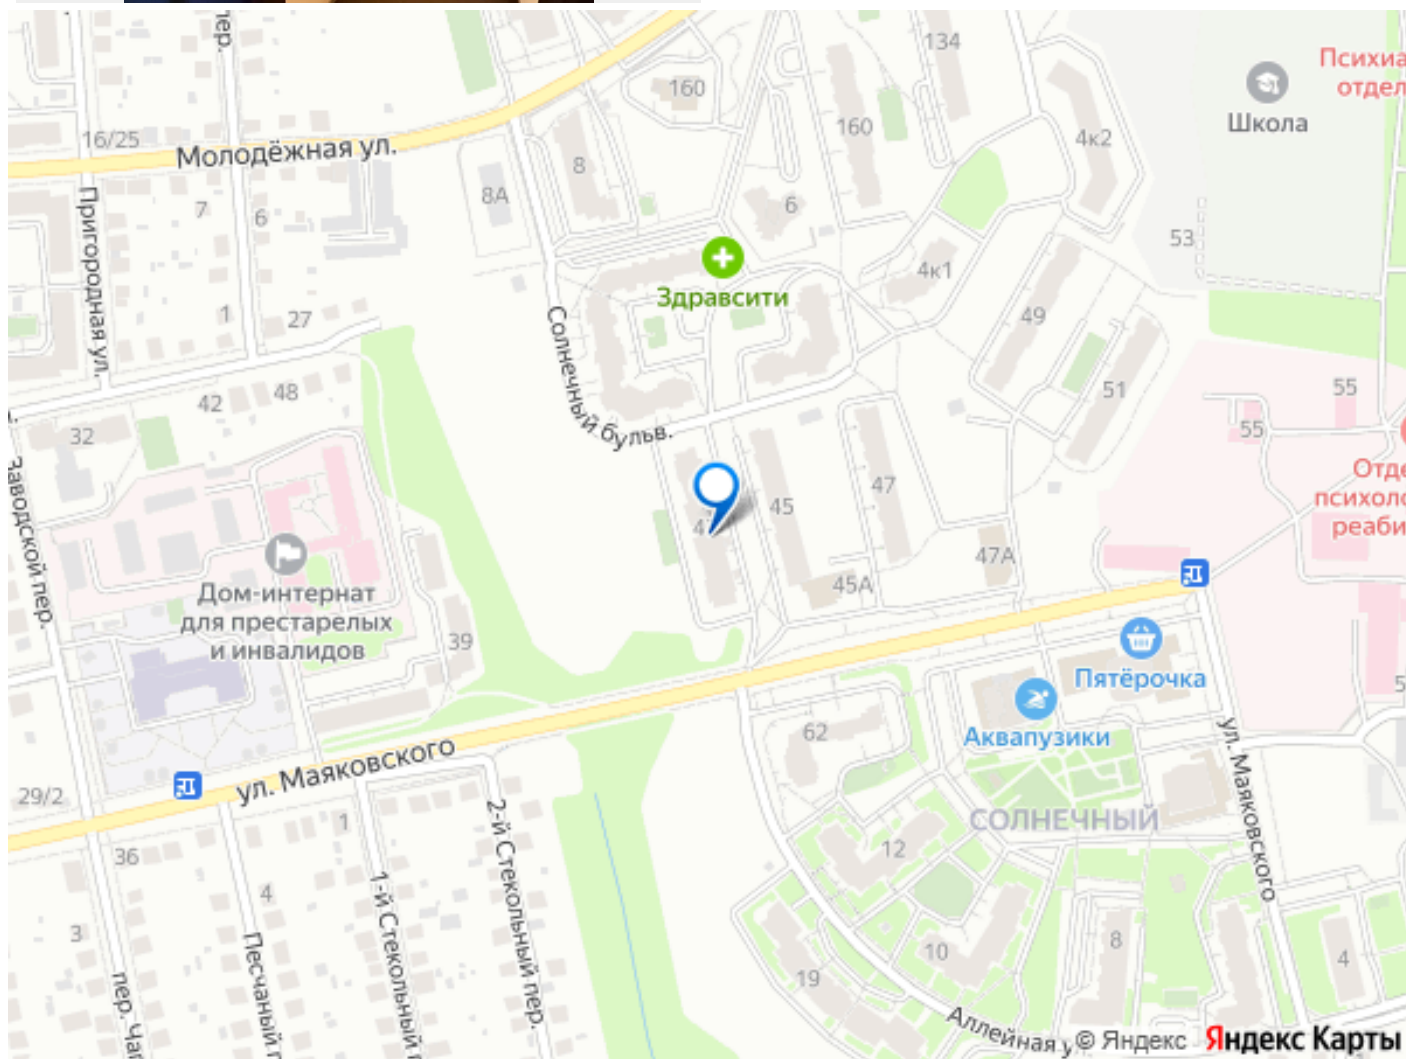 пер.
134
Психиа
отдел
160
Школа
16/25
Молодёжная ул.
8
160
4к2
8А
Пригородная ул.
7
6
6
53
4к1
Здравсити
1
27
49
Солнечный бульв.
42
48
51
55
32
55
Отде
психоло
реаби
Заводской пер.
47
45
47А
Дом-интернат
для престарелых
и инвалидов
45А
39
Пятёрочка
5
62
Аквапузики
ул. Маяковского
29/2
1
СОЛНЕЧНЫЙ
ул. Маяковского
2-й Стекольный пер.
36
12
4
1-й Стекольный п
3
Песчаный п
10
8
4
пер. Чап
19
Аллейная у
© Яндекс Яндекс Карты